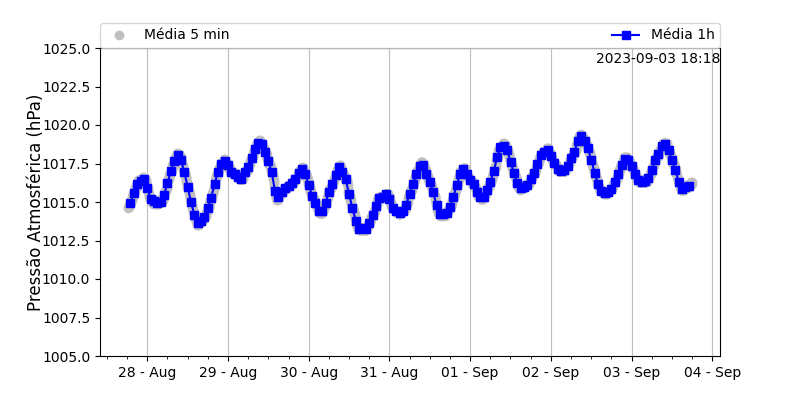 Média 5 min
Média 1h
2023-09-03 18:18
Pressão Atmosférica (hPa)
1025.0
1022.5
1020.0
1017.5
1015.0
1012.5
1010.0
1007.5
1005.0
28 - Aug
29 - Aug
30 - Aug
31 - Aug
01 - Sep
02 - Sep
03 - Sep
04 - Sep